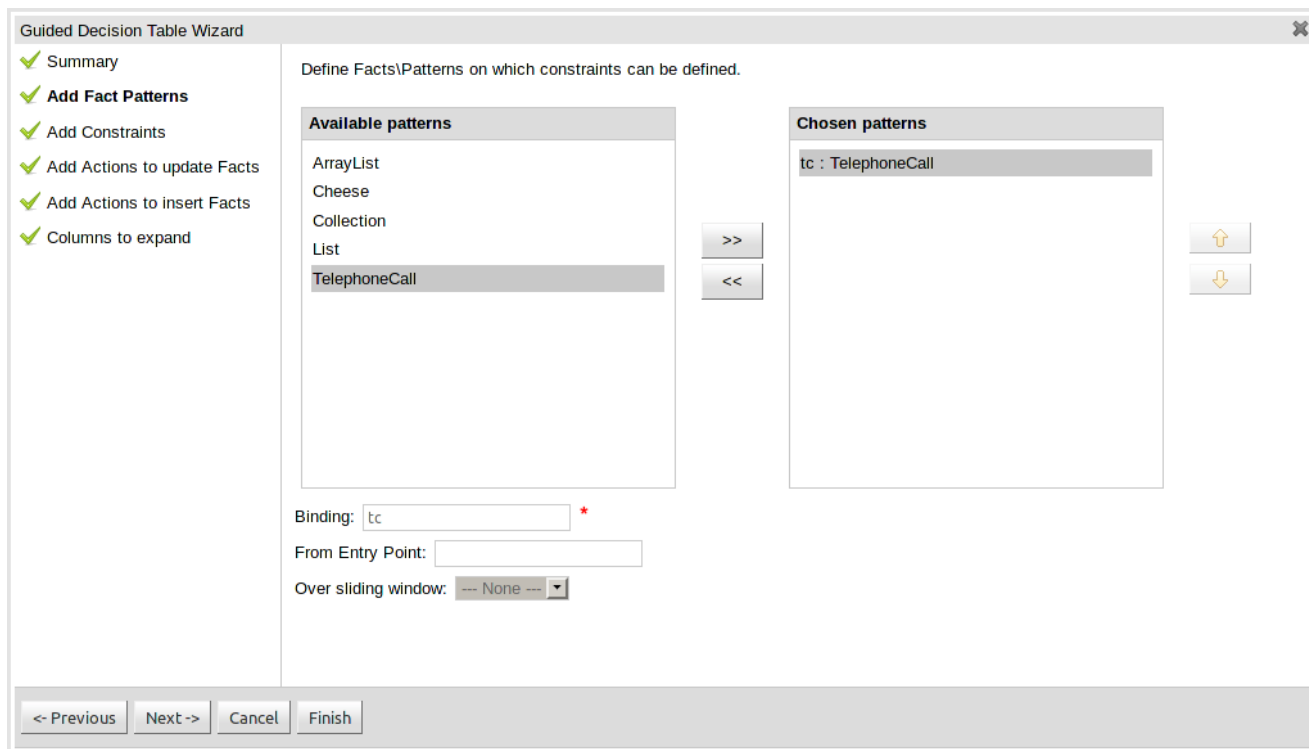 Guided Decision Table Wizard
Summary
Add Fact Patterns
Add Constraints
Add Actions to update Facts
Add Actions to insert Facts
Columns to expand
Define Facts\Patterns on which constraints can be defined.
Available patterns
ArrayList
Cheese
Collection
List
TelephoneCall
>>
<<
Chosen patterns
tc : TelephoneCall
Binding: tc *
From Entry Point:
Over sliding window: --- None ---
<- Previous Next -> Cancel Finish